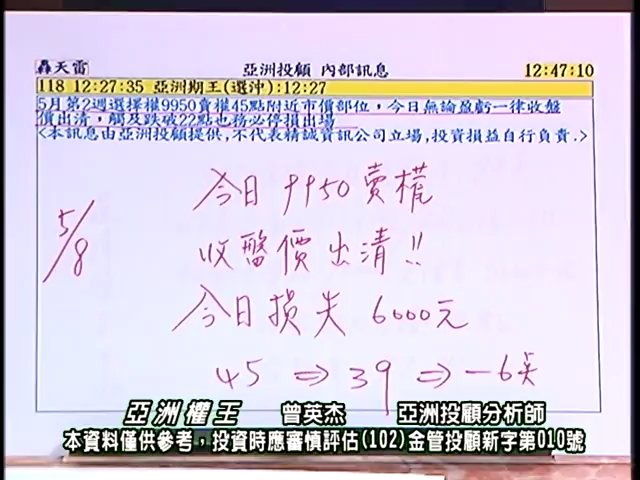 轟天雷 亞洲投顧 內部訊息 12:47:10
118 12:27:35 亞洲期王(選沖):12:27
5月第2週選擇權9950賣權45點附近市價部位，今日無論盈虧一律收盤
價出清，觸及跌破22點也務必停損出場
<本訊息由亞洲投顧提供,不代表精誠資訊公司立場,投資損益自行負責.>
5/8
今日9950賣權
收盤價出清!!
今日損失 6000元
45 ⇒ 39 ⇒ -6点
亞洲權王 曾英杰 亞洲投顧分析師
本資料僅供參考，投資時應審慎評估(102)金管投顧新字第010號